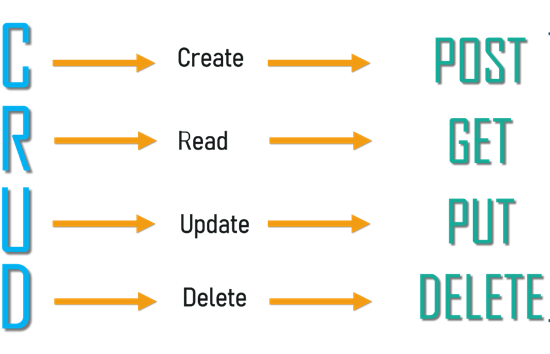 C Create POST
R Read GET
U Update PUT
D Delete DELETE